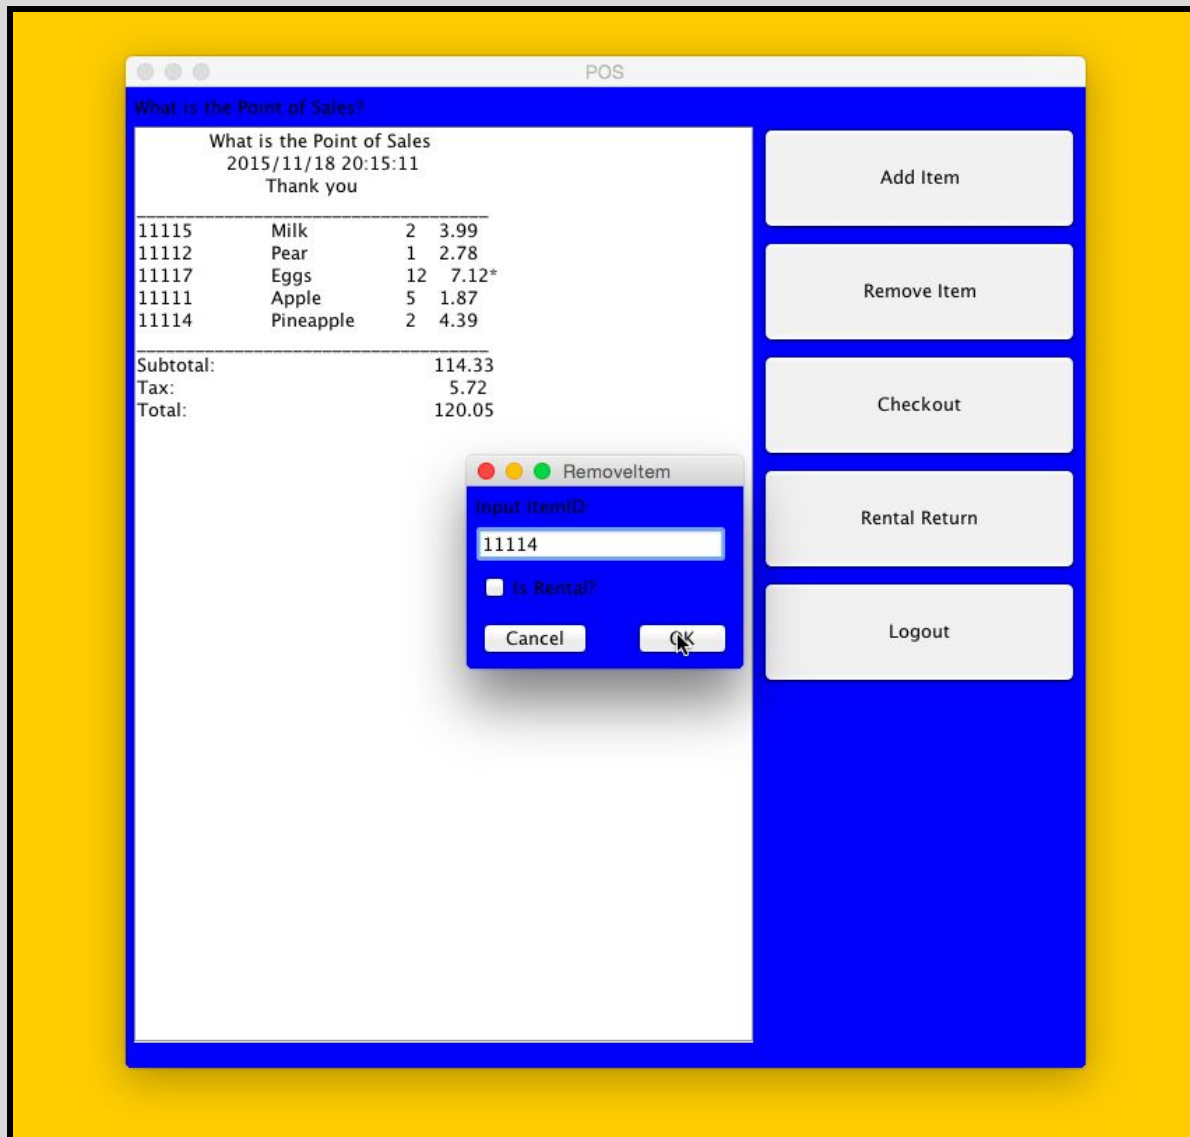 POS
What is the Point of Sales?
What is the Point of Sales
2015/11/18 20:15:11
Thank you
11115 Milk 2 3.99
11112 Pear 1 2.78
11117 Eggs 12 7.12*
11111 Apple 5 1.87
11114 Pineapple 2 4.39
Subtotal: 114.33
Tax: 5.72
Total: 120.05
Add Item
Remove Item
Checkout
Rental Return
Logout
RemoveItem
Input ItemID:
11114
Is Rental?
Cancel OK